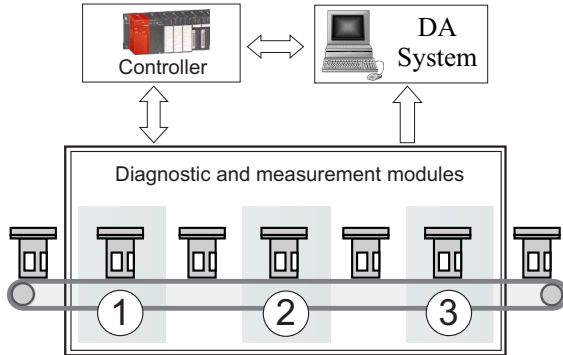 Controller
DA
System
Diagnostic and measurement modules
1
2
3